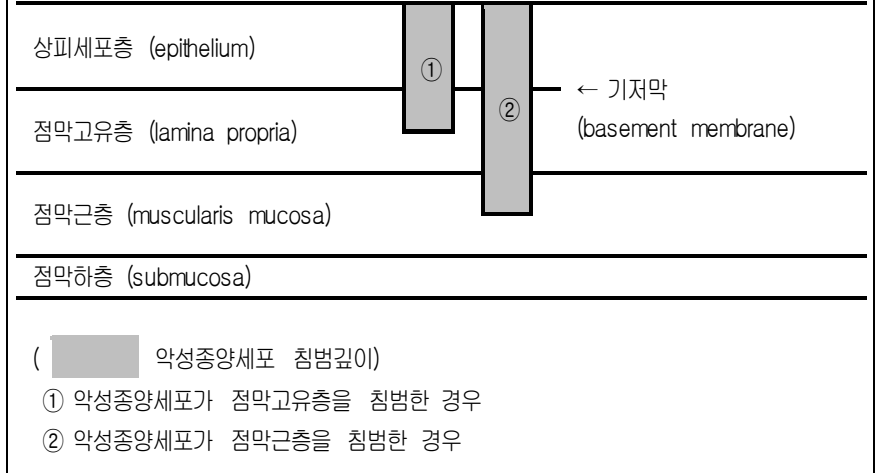 상피세포층 (epithelium)
①
← 기저막
②
점막고유층 (lamina propria)
(basement membrane)
점막근층 (muscularis mucosa)
점막하층 (submucosa)
( 악성종양세포 침범깊이)
① 악성종양세포가 점막고유층을 침범한 경우
② 악성종양세포가 점막근층을 침범한 경우